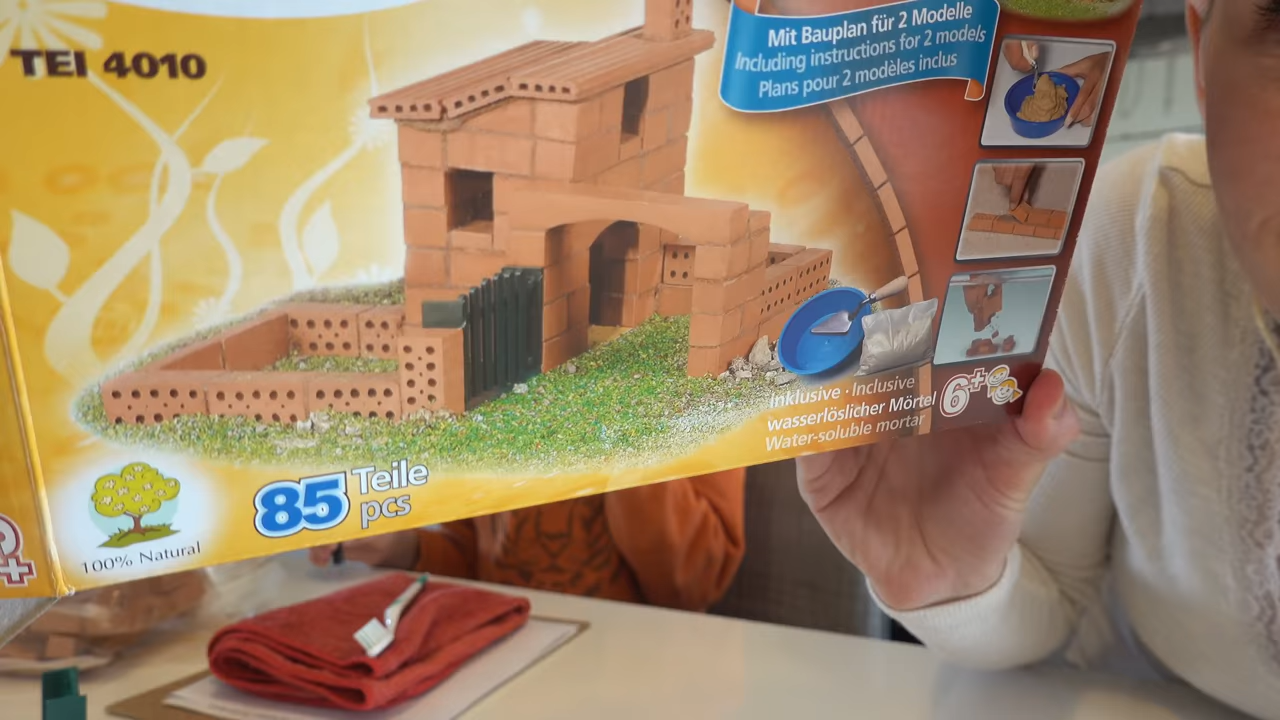 TEI 4010
Mit Bauplan für 2 Modelle
Including instructions for 2 models
Plans pour 2 modèles inclus
Inklusive · Inclusive
wasserlöslicher Mörtel
Water-soluble mortar
6+
85 Teile
pcs
100% Natural